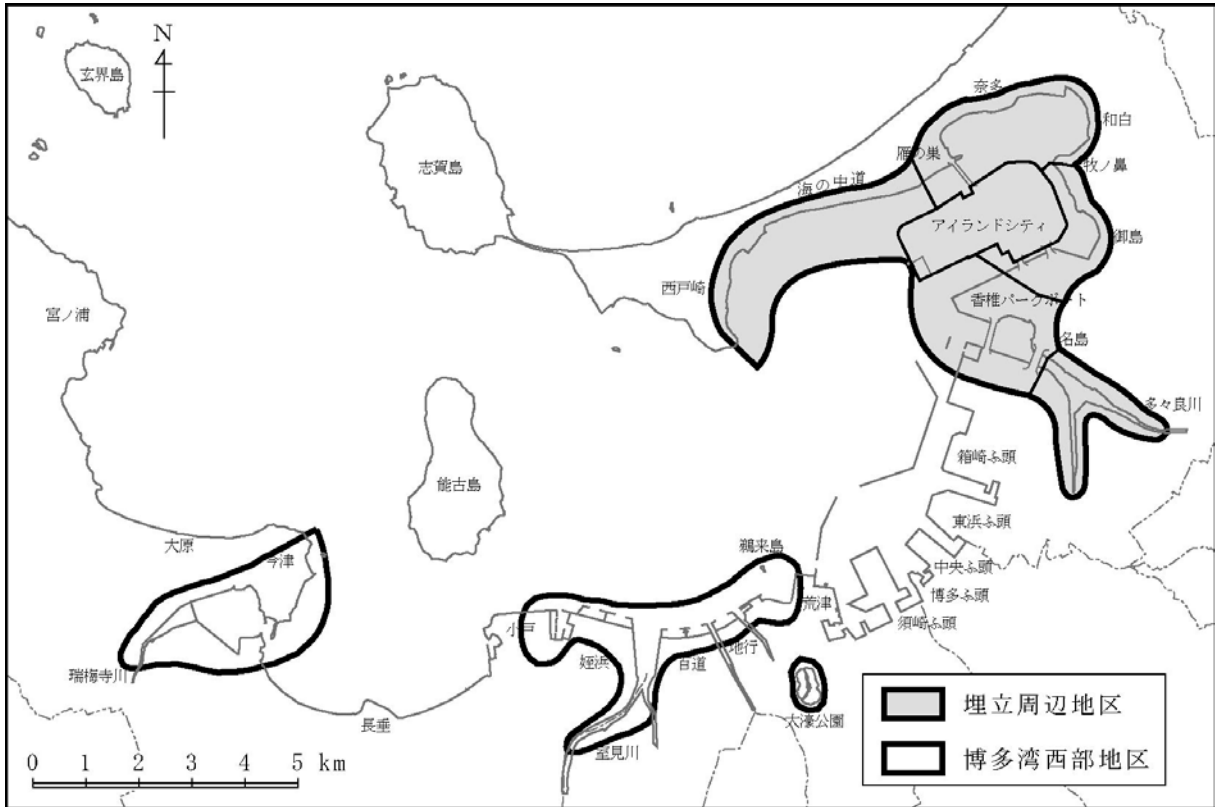 N
玄界島
志賀島
奈多
和白
雁の巣
牧ノ鼻
海の中道
アイランドシティ
御島
西戸崎
香椎パークポート
宮ノ浦
名島
多々良川
箱崎ふ頭
能古島
東浜ふ頭
大原
今津
鵜来島
中央ふ頭
荒津
博多ふ頭
小戸
須崎ふ頭
地行
姪浜
百道
瑞梅寺川
長垂
大濠公園
室見川
埋立周辺地区
博多湾西部地区
0 1 2 3 4 5 km